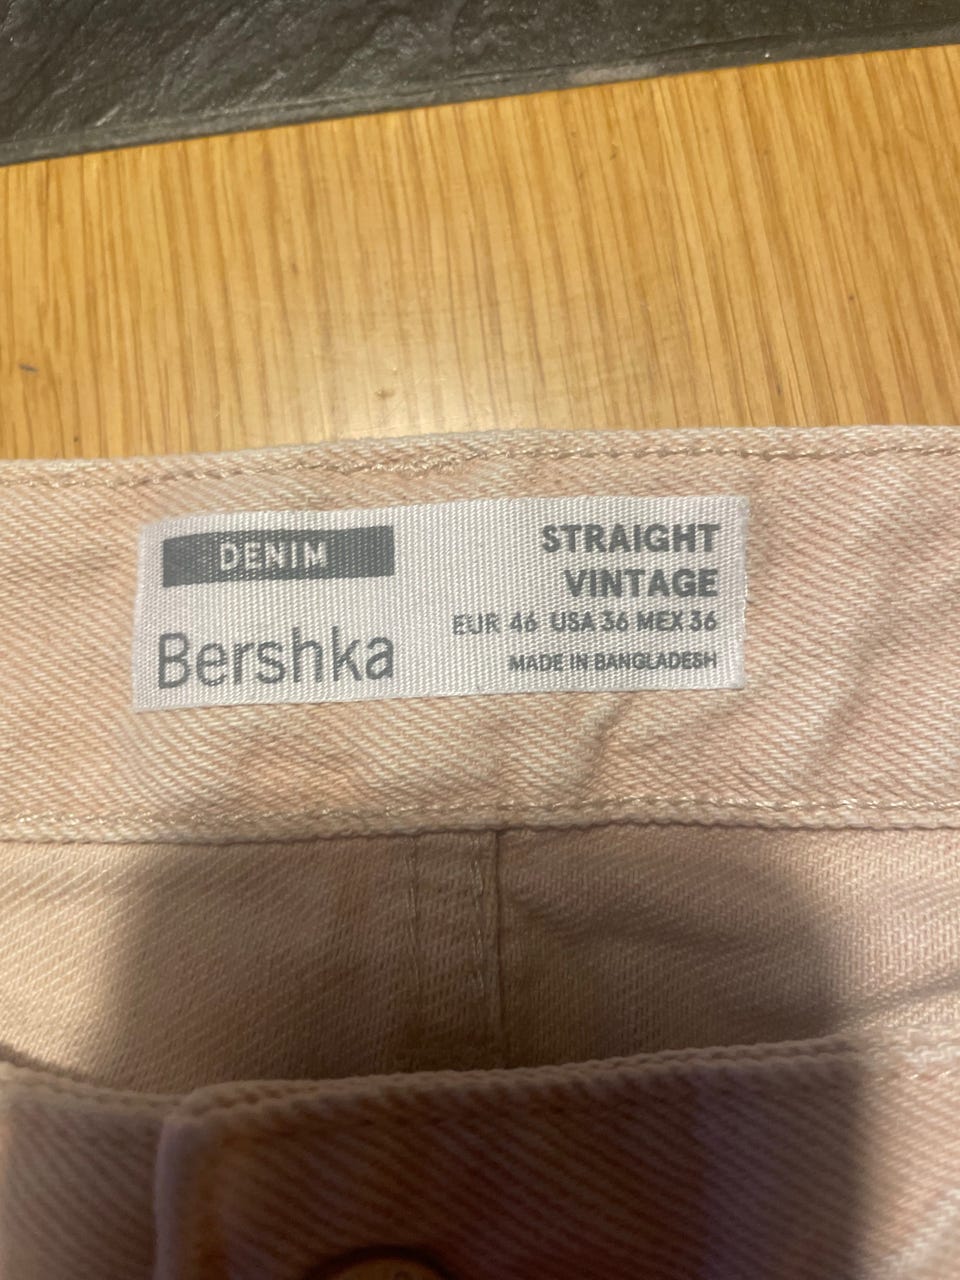 DENIM
Bershka
STRAIGHT
VINTAGE
EUR 46 USA 36 MEX 36
MADE IN BANGLADESH